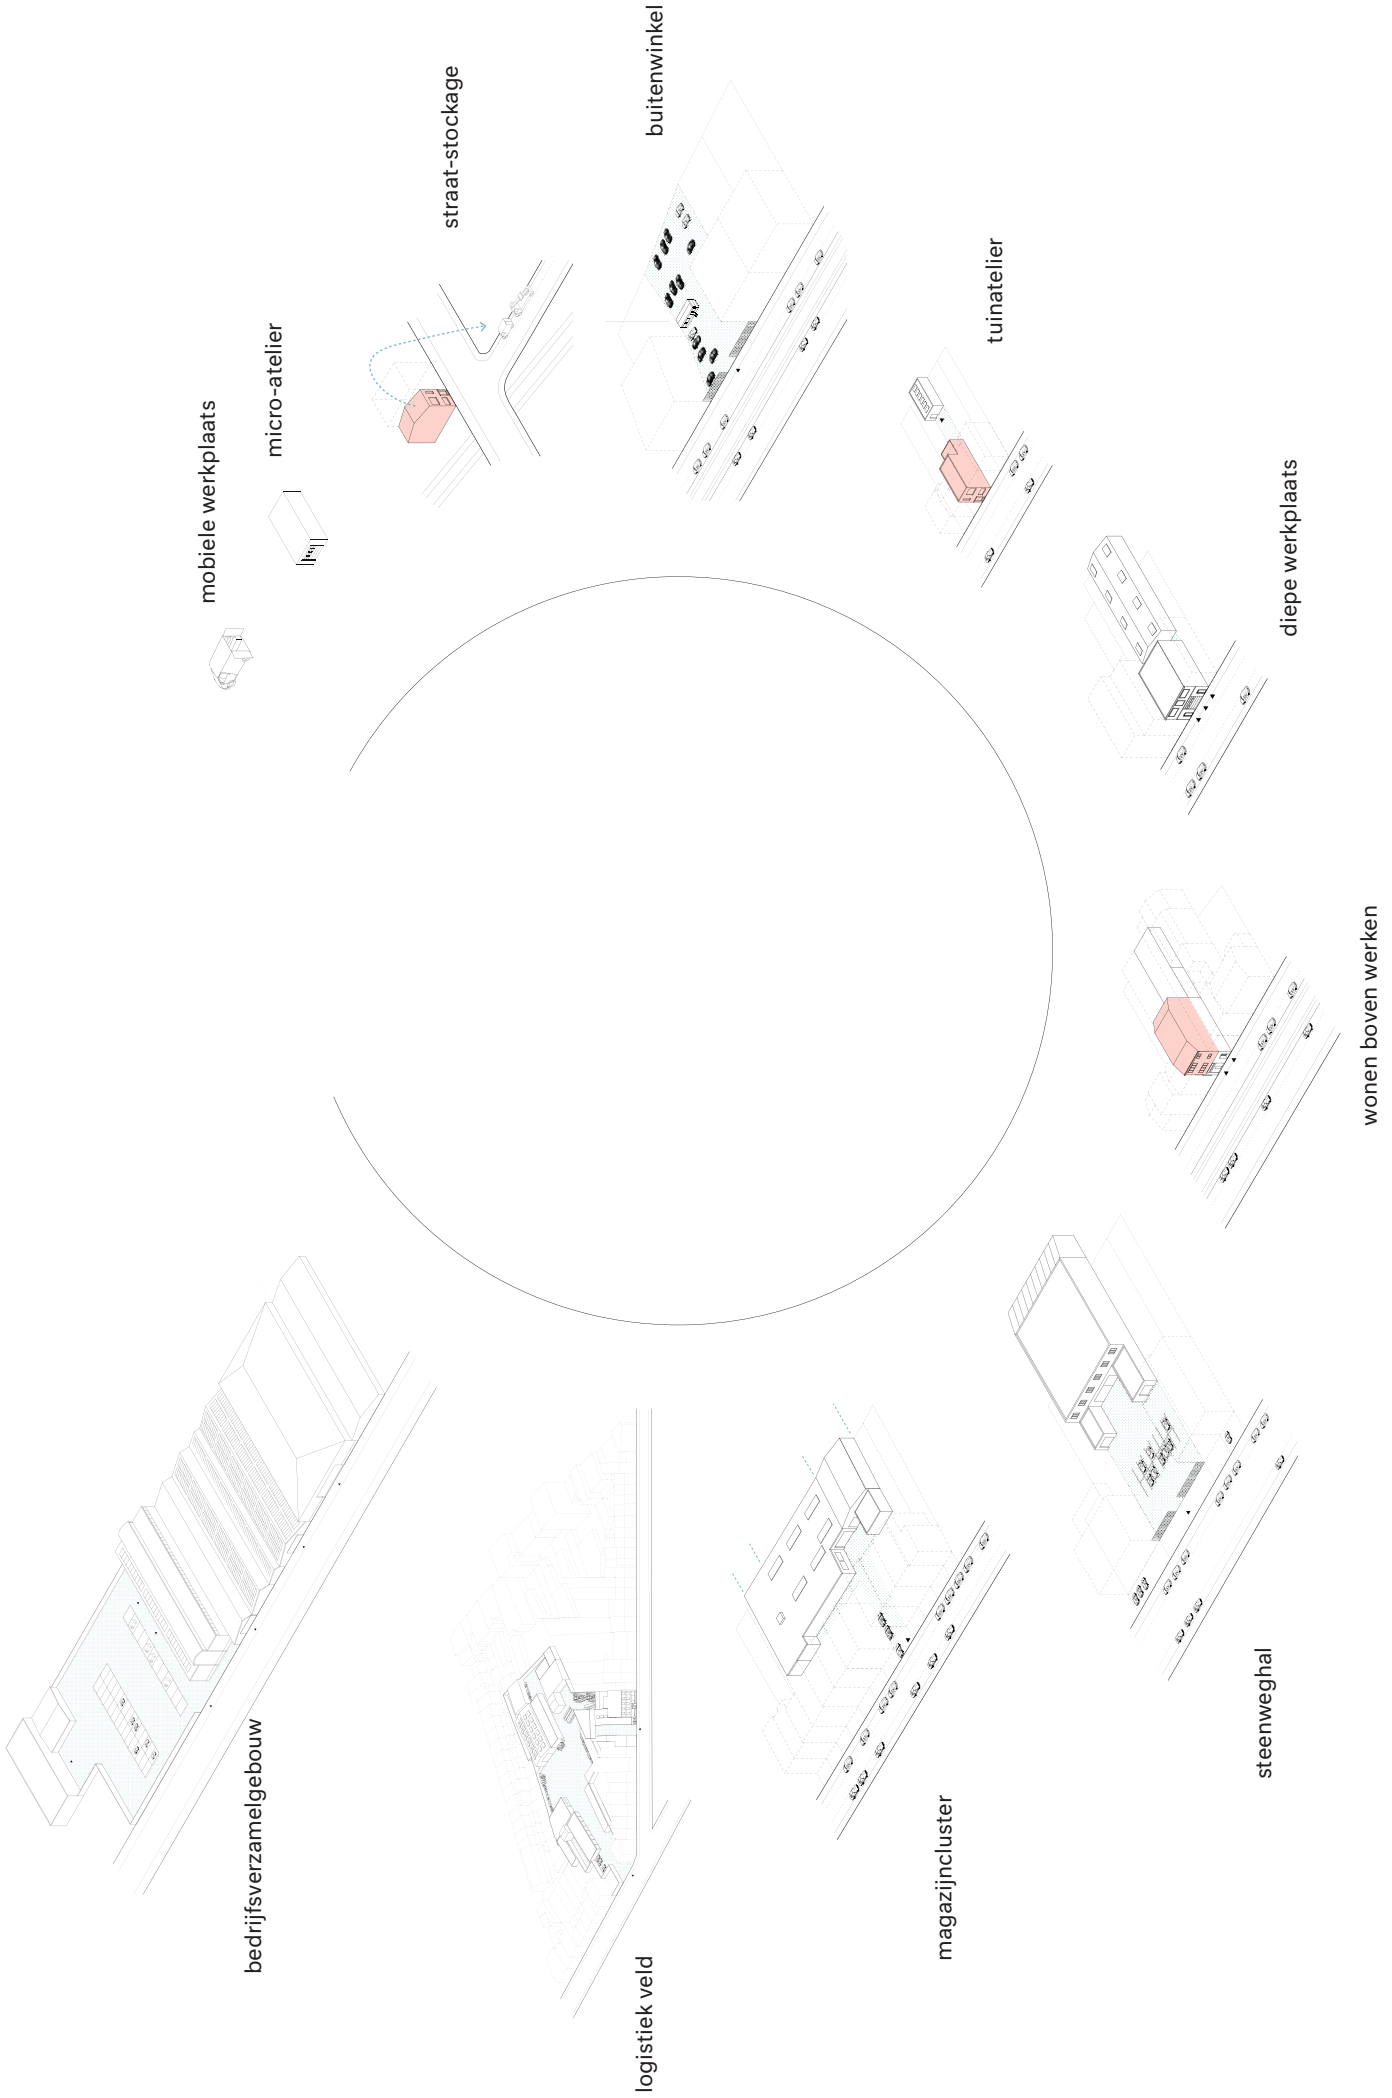 mobiele werkplaats
micro-atelier
straat-stockage
buitenwinkel
tuinatelier
diepe werkplaats
wonen boven werken
steenweghal
magazijncluster
logistiek veld
bedrijfsverzamelgebouw